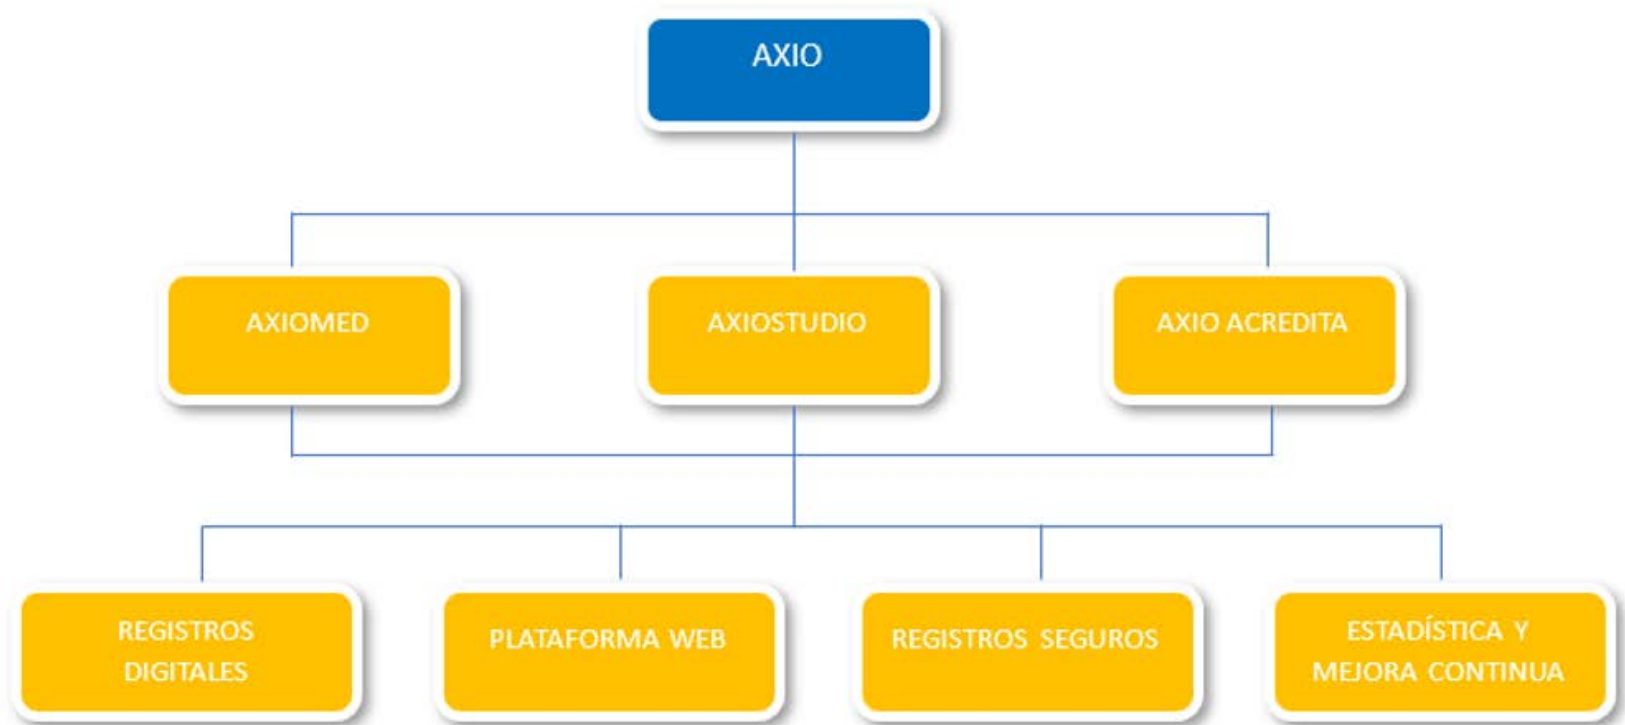 AXIO
AXIOMED
AXIOSTUDIO
AXIO ACREDITA
REGISTROS
DIGITALES
PLATAFORMA WEB
REGISTROS SEGUROS
ESTADÍSTICA Y
MEJORA CONTINUA